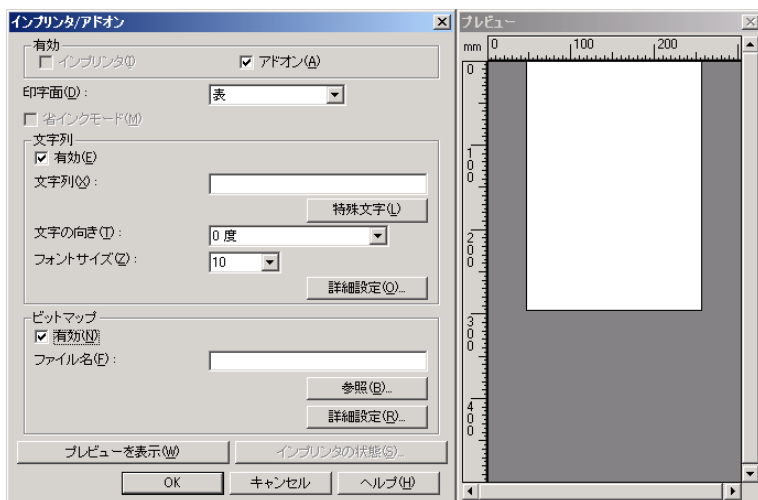 インプリンタ/アドオン
有効
インプリンタ(I)
アドオン(A)
印字面(D):
表
省インクモード(M)
文字列
有効(E)
文字列(X):
特殊文字(L)
文字の向き(T):
0 度
フォントサイズ(Z):
10
詳細設定(O)...
ビットマップ
有効(N)
ファイル名(F):
参照(B)...
詳細設定(R)...
プレビューを表示(W)
インプリンタの状態(S)...
OK
キャンセル
ヘルプ(H)
プレビュー
mm
0
100
200
0
100
200
300
400